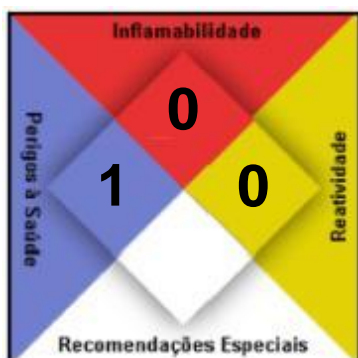 Inflamabilidade
0
Perigos à Saúde
1
0
Reatividade
Recomendações Especiais